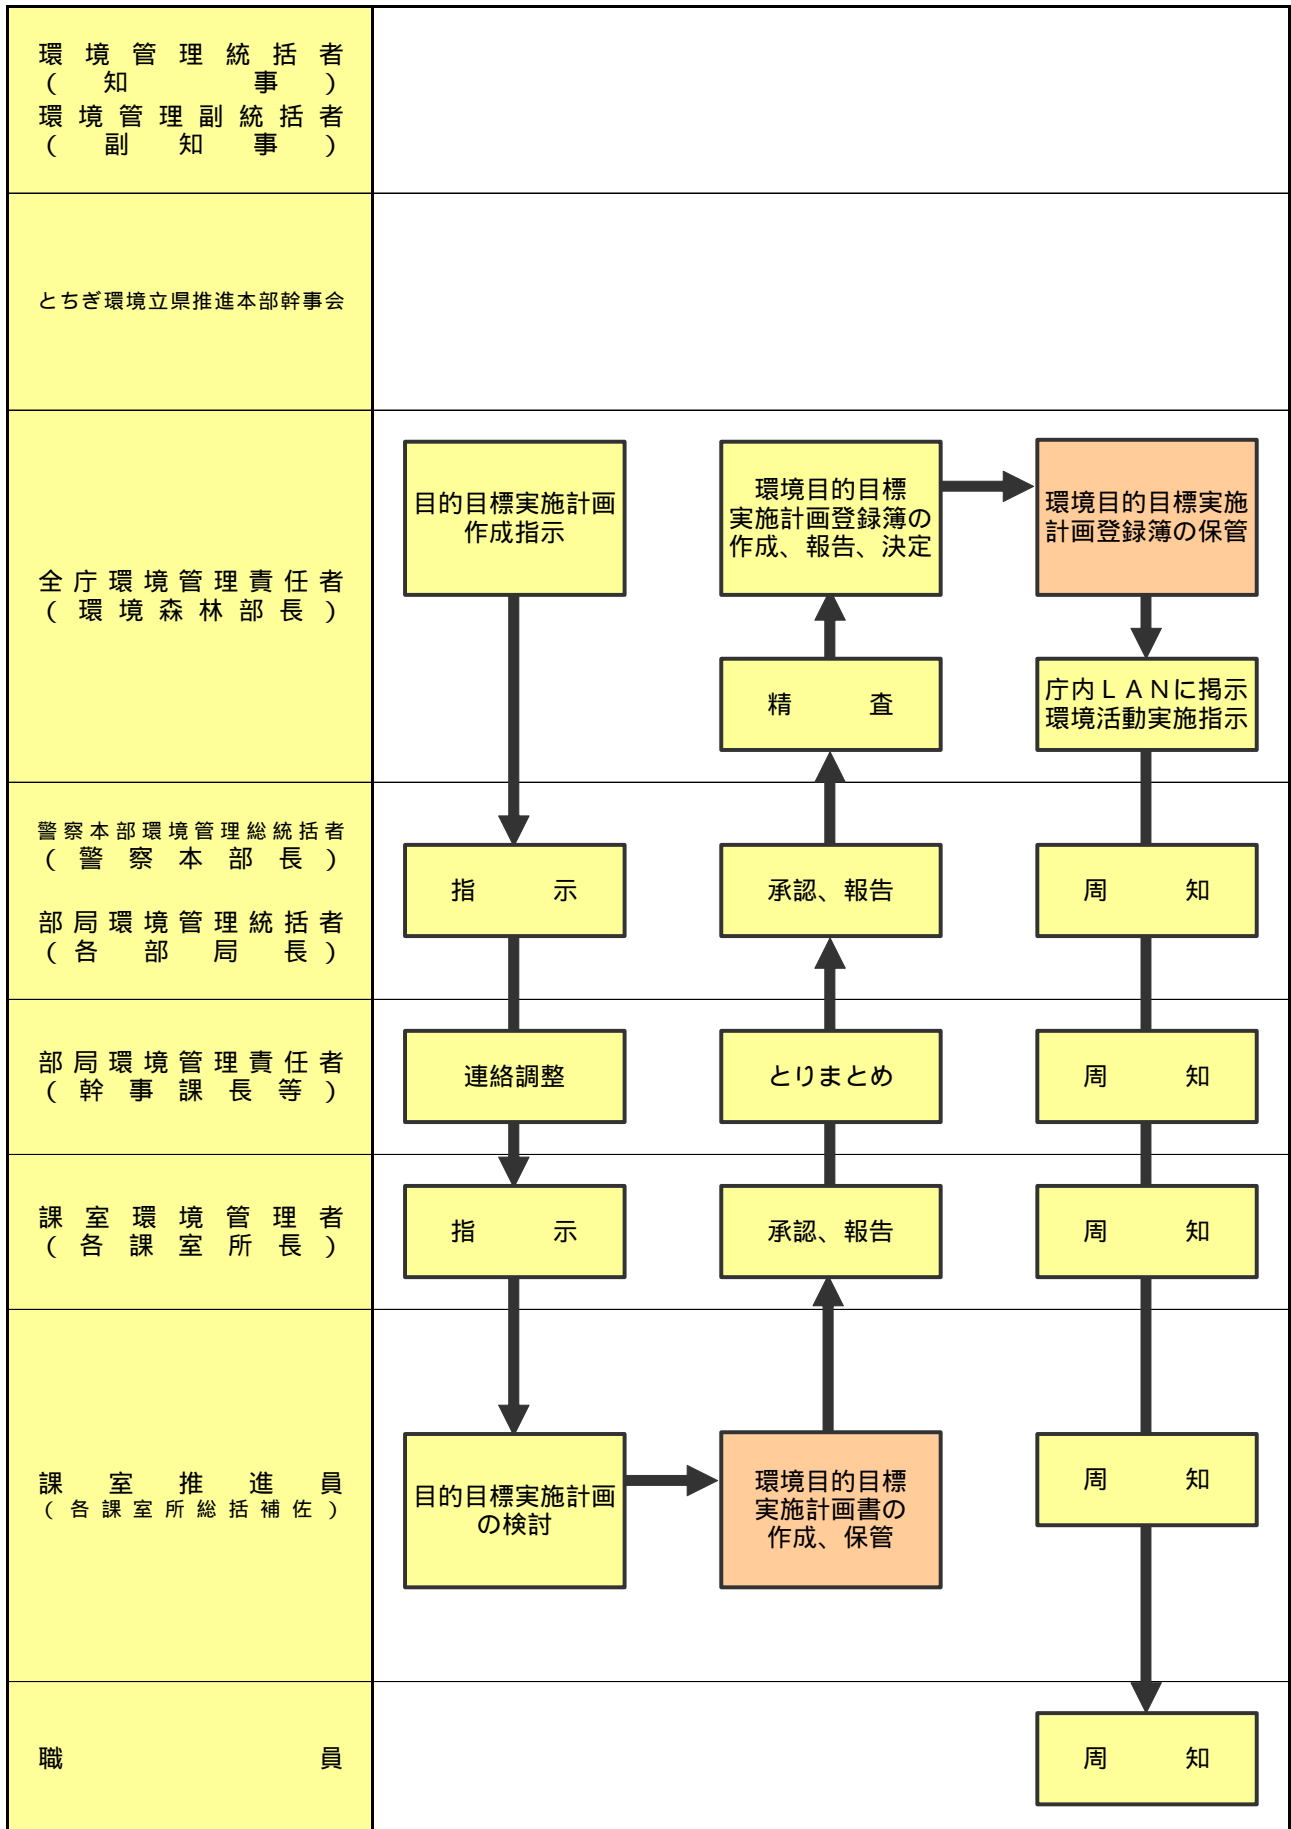 環境管理統括者
(知事)
環境管理副統括者
(副知事)
とちぎ環境立県推進本部幹事会
全庁環境管理責任者
(環境森林部長)
目的目標実施計画
作成指示
環境目的目標
実施計画登録簿の
作成、報告、決定
環境目的目標実施
計画登録簿の保管
精査
庁内ＬＡＮに掲示
環境活動実施指示
警察本部環境管理総統括者
(警察本部長)
部局環境管理統括者
(各部局長)
指示
承認、報告
周知
部局環境管理責任者
(幹事課長等)
連絡調整
とりまとめ
周知
課室環境管理者
(各課室所長)
指示
承認、報告
周知
課室推進員
(各課室所総括補佐)
目的目標実施計画
の検討
環境目的目標
実施計画書の
作成、保管
周知
職員
周知